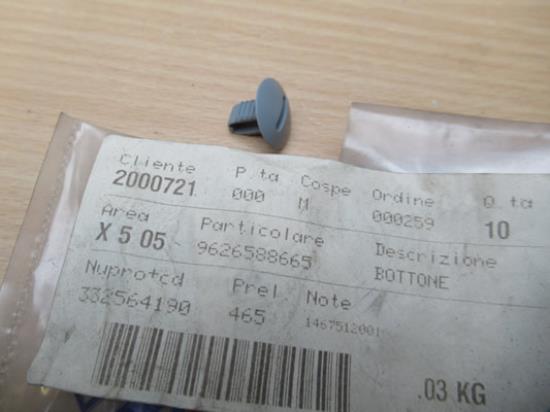 Cliente P.ta Cospe Ordine Q.ta
2000721 000 M 000259 10
Area Particolare Descrizione
X 5 05 9626588665 BOTTONE
Nuprotcd Prel Note
332564190 465 1467512001
.03 KG